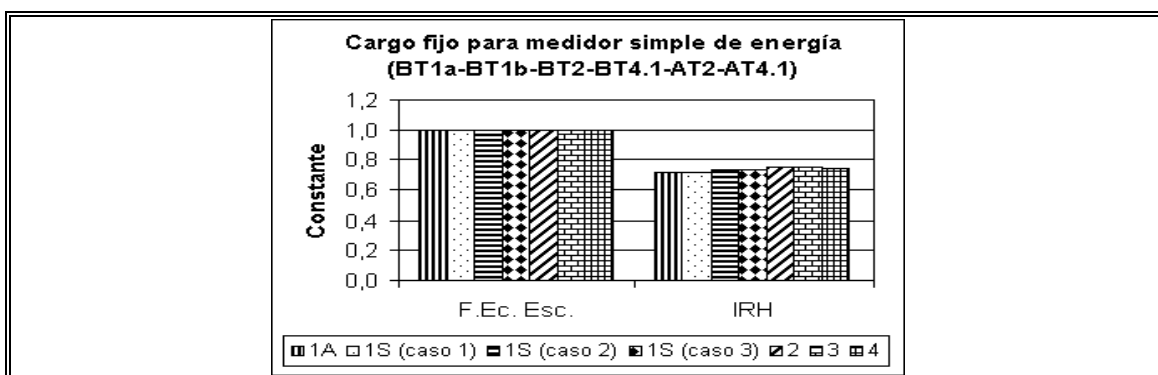 Cargo fijo para medidor simple de energía
(BT1a-BT1b-BT2-BT4.1-AT2-AT4.1)
Constante
1,2
1,0
0,8
0,6
0,4
0,2
0,0
F.Ec. Esc.
IRH
1A 1S (caso 1) 1S (caso 2) 1S (caso 3) 2 3 4